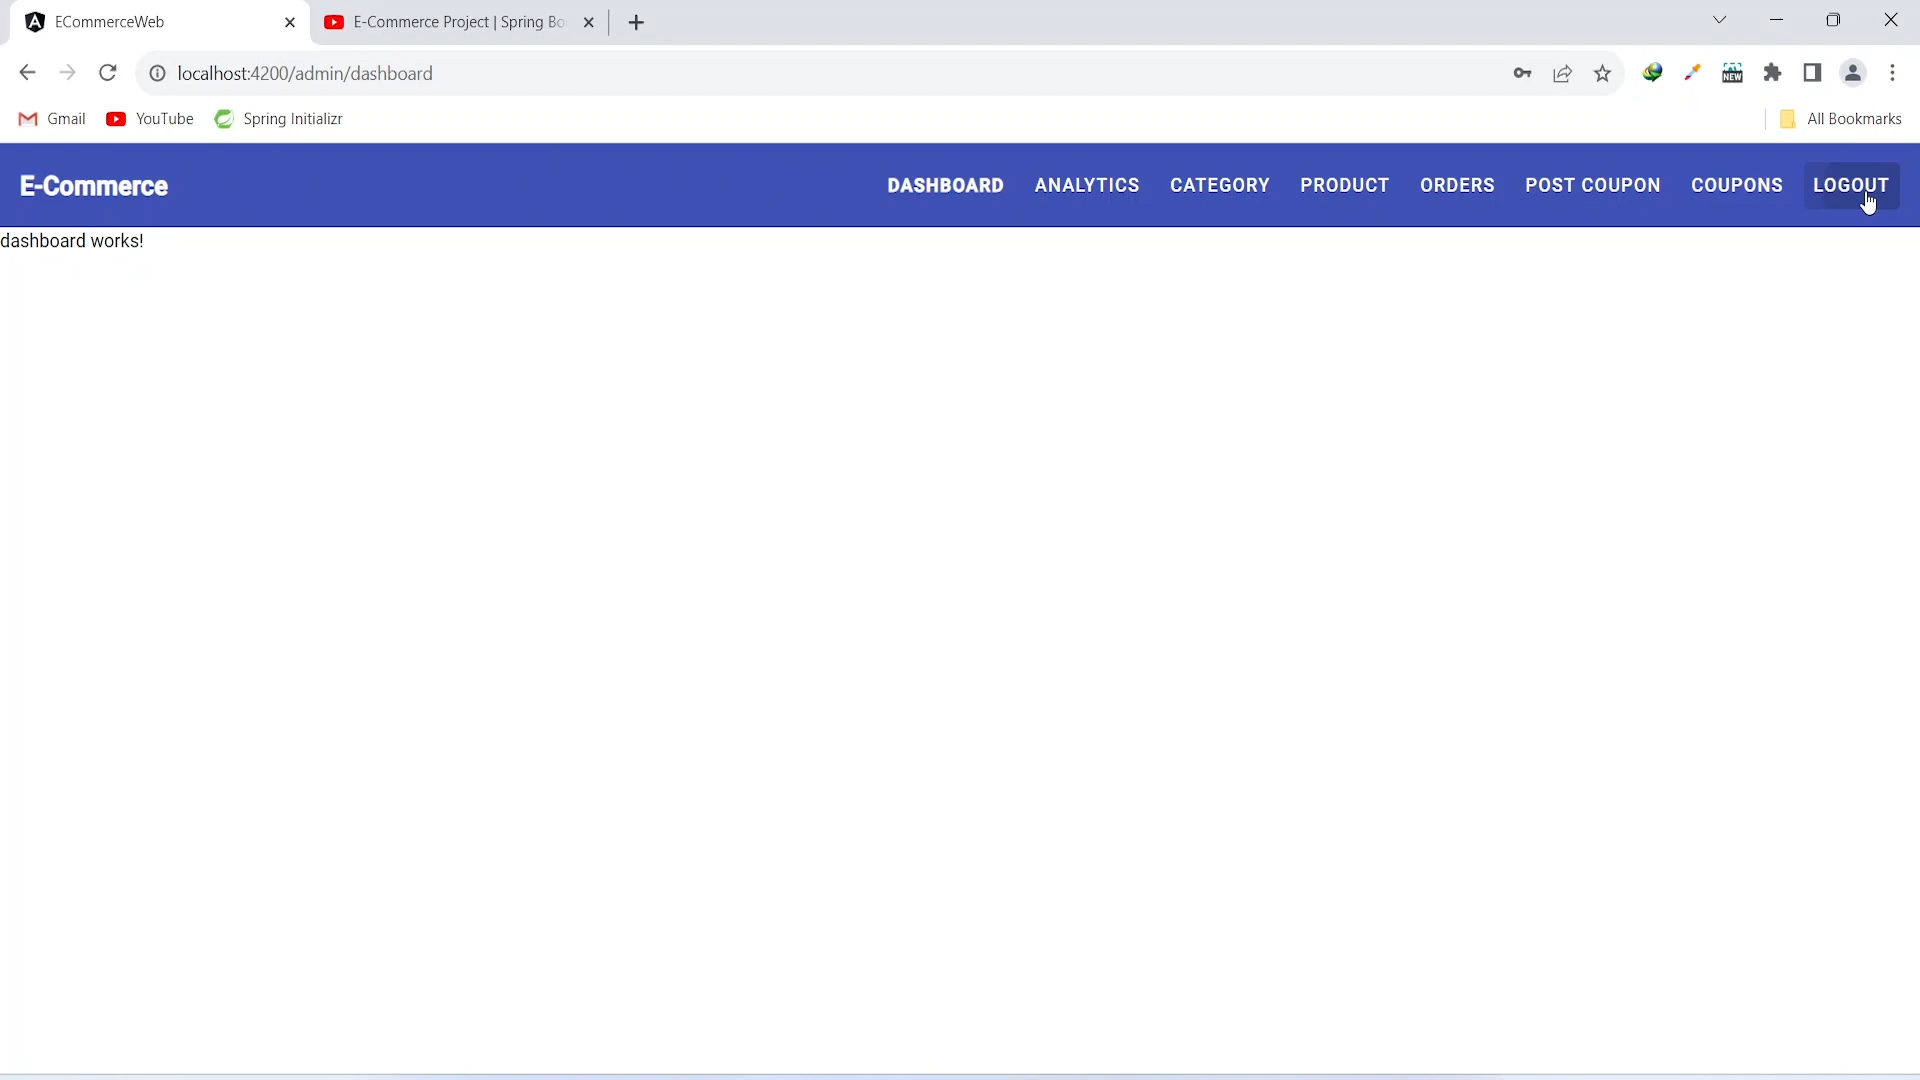 ECommerceWeb
E-Commerce Project | Spring Bo
localhost:4200/admin/dashboard
Gmail
YouTube
Spring Initializr
All Bookmarks
E-Commerce
DASHBOARD
ANALYTICS
CATEGORY
PRODUCT
ORDERS
POST COUPON
COUPONS
LOGOUT
dashboard works!
NEW